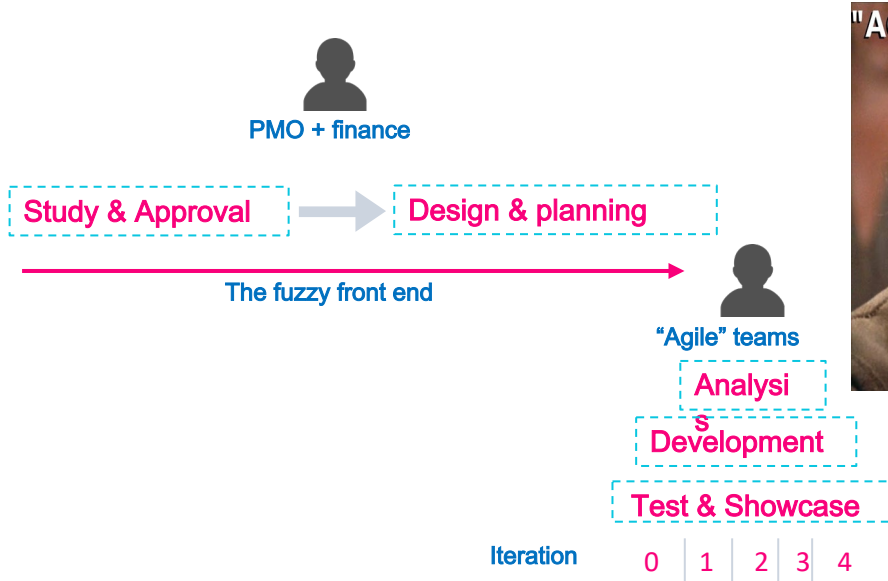 "A
PMO + finance
Study & Approval
Design & planning
The fuzzy front end
“Agile” teams
Analysi
s
Development
Test & Showcase
Iteration 0 1 2 3 4